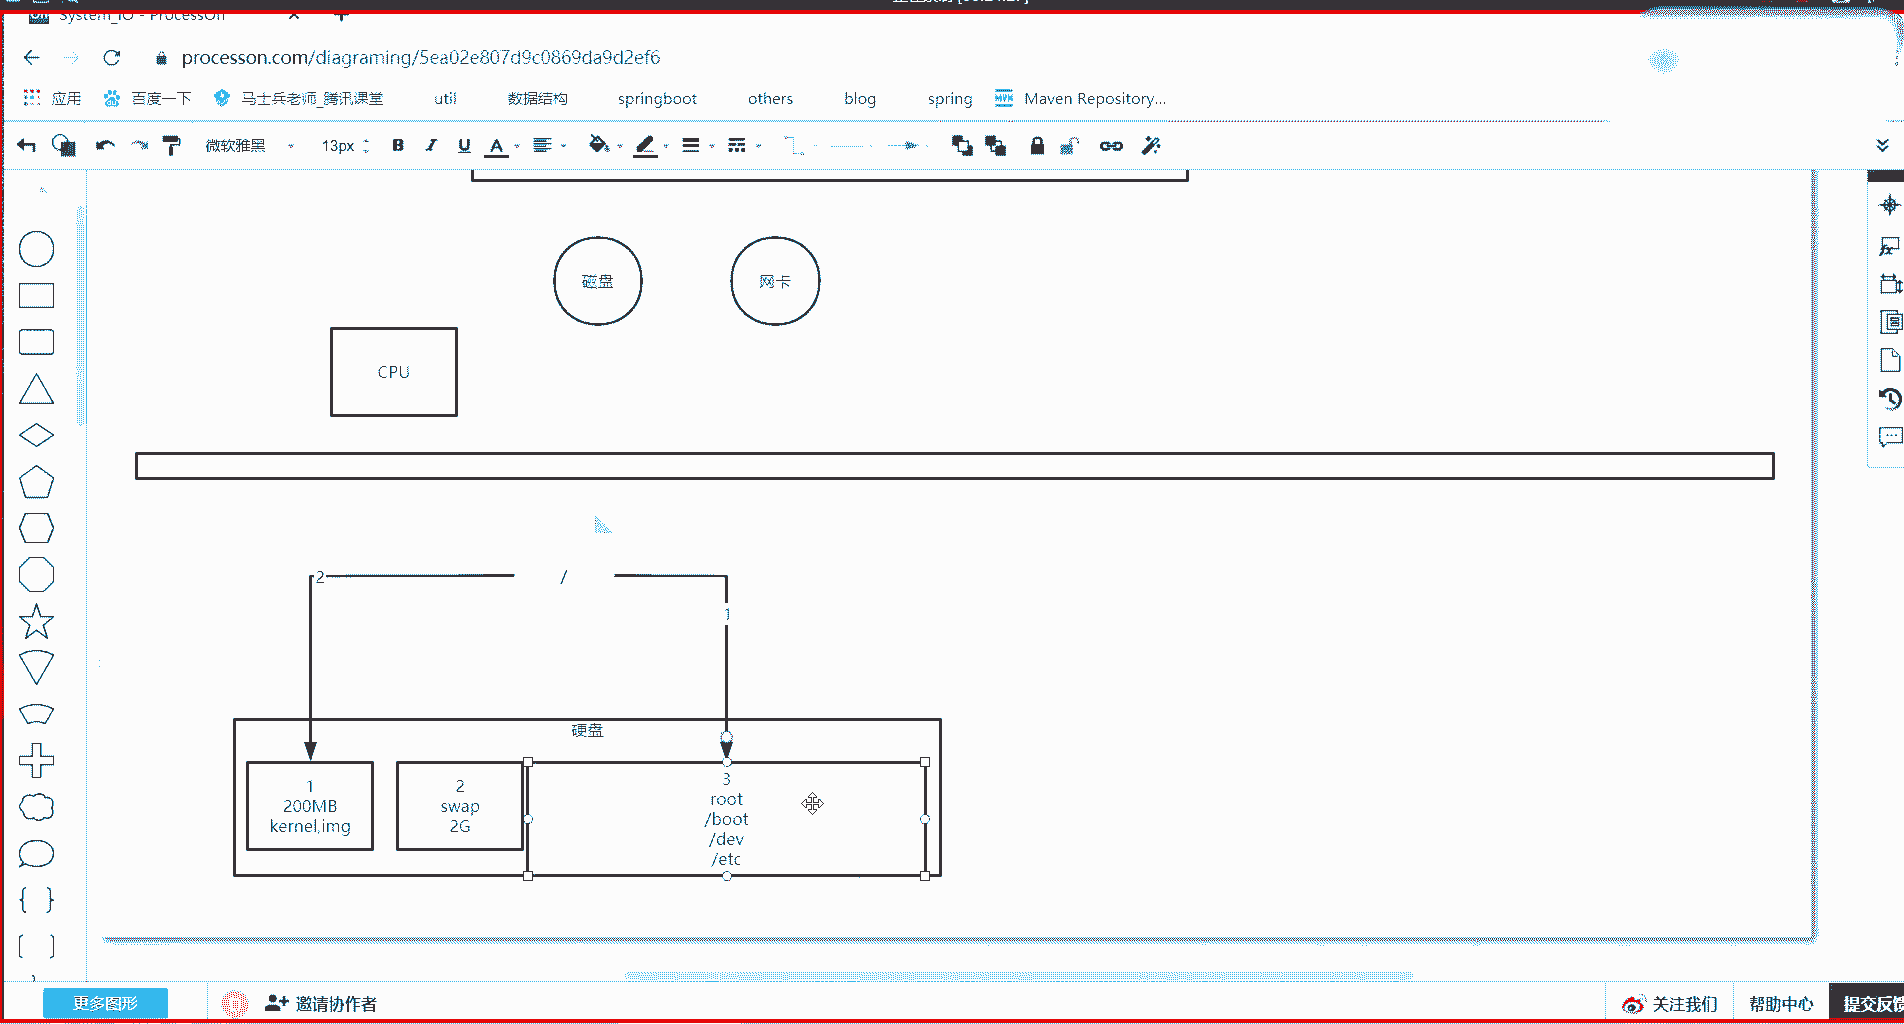 System_IO - ProcessOn
processon.com/diagraming/5ea02e807d9c0869da9d2ef6
应用 百度一下 马士兵老师_腾讯课堂 util 数据结构 springboot others blog spring Maven Repository...
微软雅黑 13px B I U A
磁盘 网卡
CPU
2 /
1
硬盘
1
200MB
kernel,img
2
swap
2G
3
root
/boot
/dev
/etc
更多图形 邀请协作者 关注我们 帮助中心 提交反馈